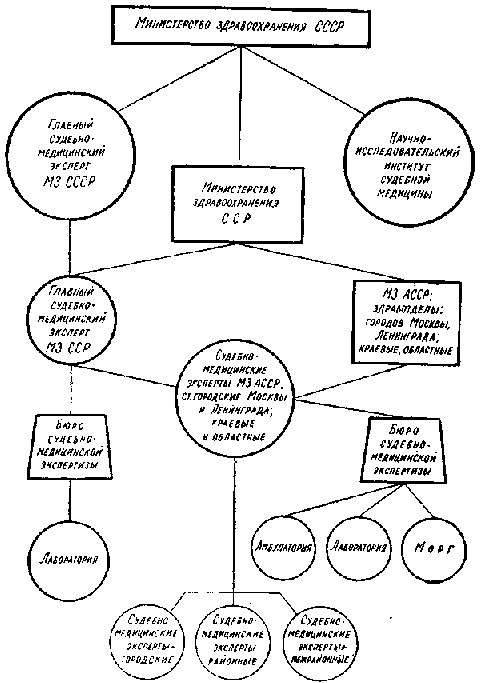 МИНИСТЕРСТВО ЗДРАВООХРАНЕНИЯ СССР
ГЛАВНЫЙ
СУДЕБНО-
МЕДИЦИНСКИЙ
ЭКСПЕРТ
МЗ СССР
НАУЧНО-
ИССЛЕДОВАТЕЛЬСКИЙ
ИНСТИТУТ
СУДЕБНОЙ
МЕДИЦИНЫ
МИНИСТЕРСТВО
ЗДРАВООХРАНЕНИЯ
ССР
ГЛАВНЫЙ
СУДЕБНО-
МЕДИЦИНСКИЙ
ЭКСПЕРТ
МЗ ССР
МЗ АССР;
ЗДРАВОТДЕЛЫ:
ГОРОДОВ МОСКВЫ,
ЛЕНИНГРАДА;
КРАЕВЫЕ, ОБЛАСТНЫЕ
СУДЕБНО-
МЕДИЦИНСКИЕ
ЭКСПЕРТЫ МЗ АССР,
ГОРОДСКИЕ МОСКВЫ
И ЛЕНИНГРАДА;
КРАЕВЫЕ
И ОБЛАСТНЫЕ
БЮРО
СУДЕБНО-
МЕДИЦИНСКОЙ
ЭКСПЕРТИЗЫ
БЮРО
СУДЕБНО-
МЕДИЦИНСКОЙ
ЭКСПЕРТИЗЫ
ЛАБОРАТОРИЯ
АМБУЛАТОРИЯ
ЛАБОРАТОРИЯ
МОРГ
СУДЕБНО
МЕДИЦИНСКИЕ
ЭКСПЕРТЫ-
ГОРОДСКИЕ
СУДЕБНО-
МЕДИЦИНСКИЕ
ЭКСПЕРТЫ
РАЙОННЫЕ
СУДЕБНО-
МЕДИЦИНСКИЕ
ЭКСПЕРТЫ-
МЕЖРАЙОННЫЕ